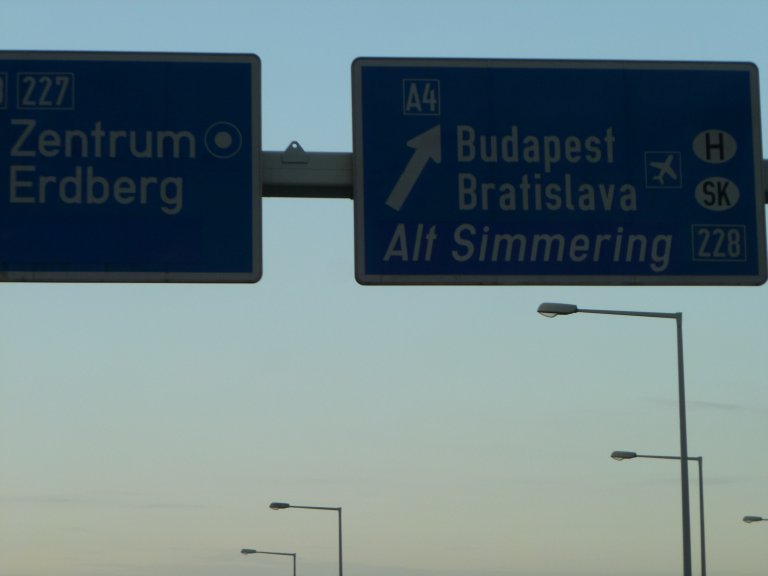 227
Zentrum
Erdberg
A4
Budapest H
Bratislava SK
Alt Simmering 228